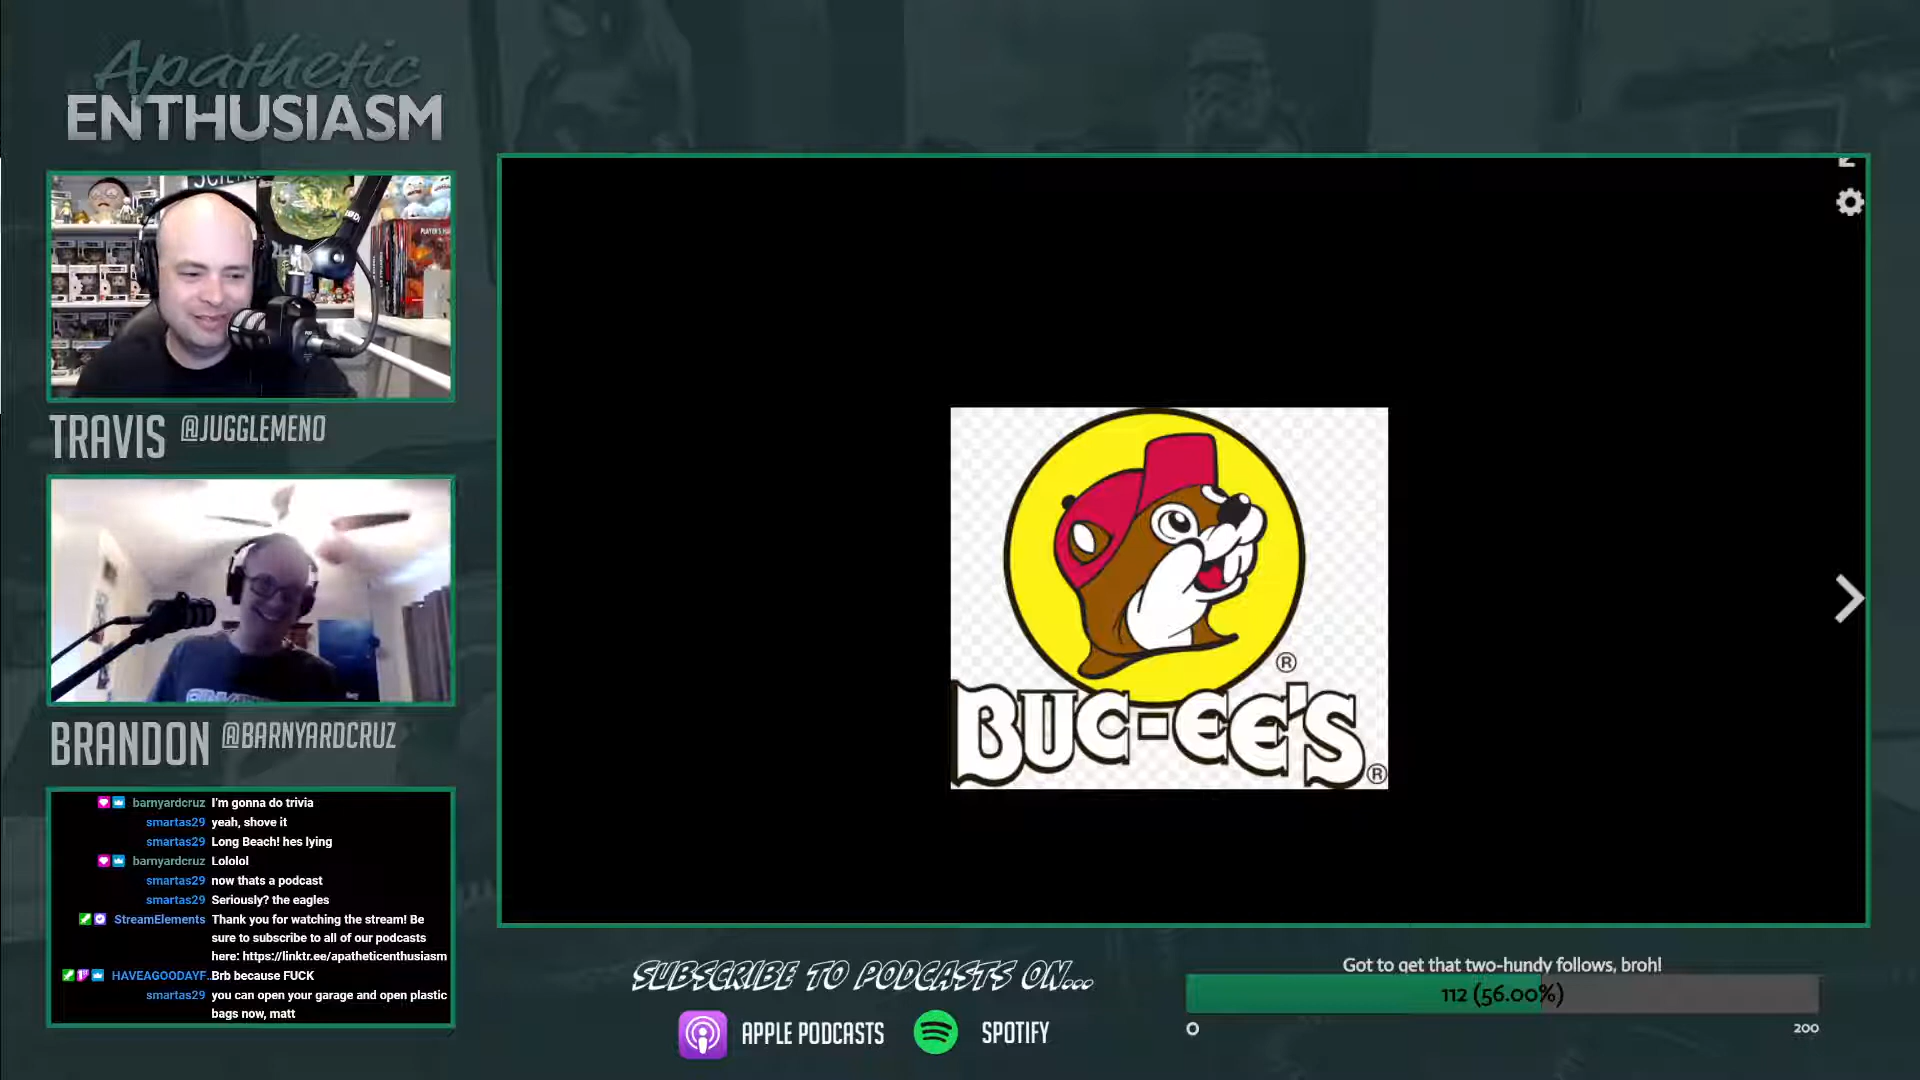 Apathetic
ENTHUSIASM
SCIEN
PLAYER'S HA
TRAVIS @JUGGLEMENO
BRANDON @BARNYARDCRUZ
barnyardcruz I'm gonna do trivia
smartas29 yeah, shove it
smartas29 Long Beach! hes lying
barnyardcruz Lololol
smartas29 now thats a podcast
smartas29 Seriously? the eagles
StreamElements Thank you for watching the stream! Be
sure to subscribe to all of our podcasts
here: https://linktr.ee/apatheticenthusiasm
HAVEAGOODAYF.. Brb because FUCK
smartas29 you can open your garage and open plastic
bags now, matt
BUC-EE'S
®
®
SUBSCRIBE TO PODCASTS ON...
APPLE PODCASTS
SPOTIFY
Got to get that two-hundy follows, broh!
112 (56.00%)
0
200